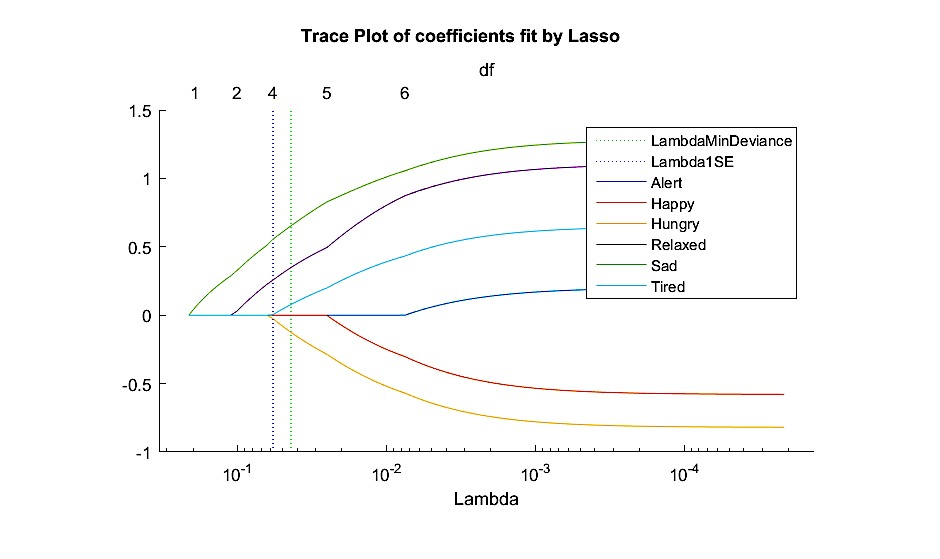 Trace Plot of coefficients fit by Lasso
df
1 2 4 5 6
1.5
1
0.5
0
-0.5
-1
LambdaMinDeviance
Lambda1SE
Alert
Happy
Hungry
Relaxed
Sad
Tired
10-1 10-2 10-3 10-4
Lambda